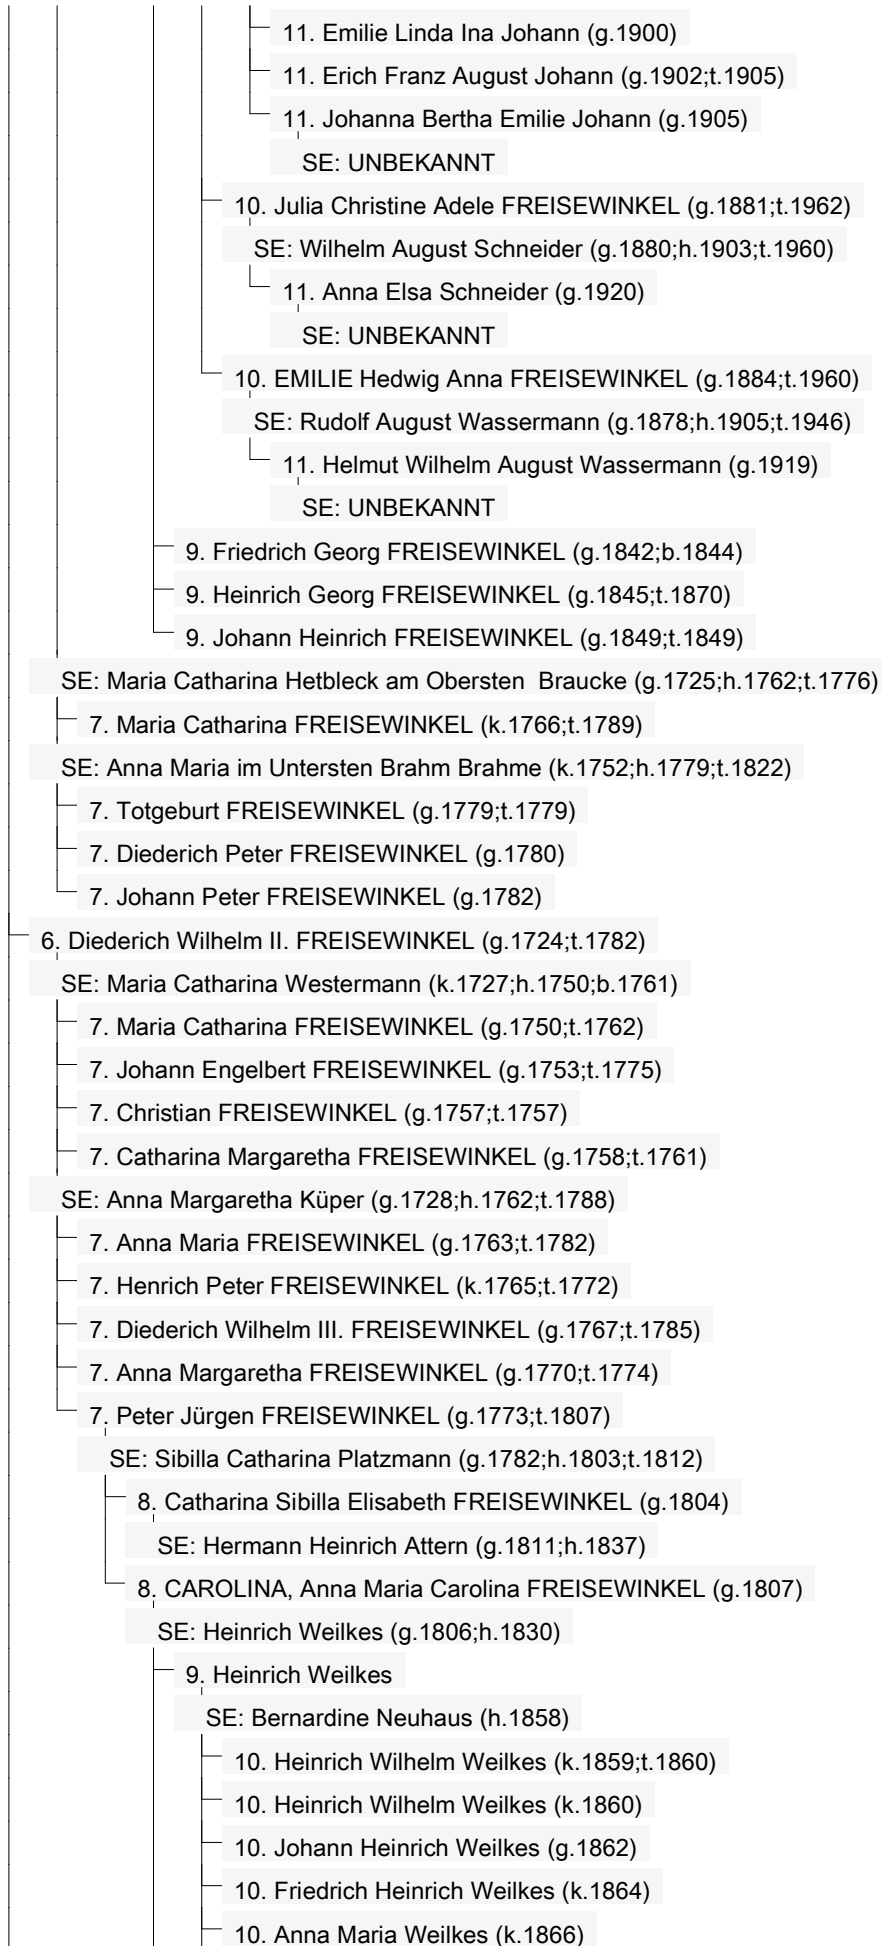 11. Emilie Linda Ina Johann (g.1900)
11. Erich Franz August Johann (g.1902;t.1905)
11. Johanna Bertha Emilie Johann (g.1905)
SE: UNBEKANNT
10. Julia Christine Adele FREISEWINKEL (g.1881;t.1962)
SE: Wilhelm August Schneider (g.1880;h.1903;t.1960)
11. Anna Elsa Schneider (g.1920)
SE: UNBEKANNT
10. EMILIE Hedwig Anna FREISEWINKEL (g.1884;t.1960)
SE: Rudolf August Wassermann (g.1878;h.1905;t.1946)
11. Helmut Wilhelm August Wassermann (g.1919)
SE: UNBEKANNT
9. Friedrich Georg FREISEWINKEL (g.1842;b.1844)
9. Heinrich Georg FREISEWINKEL (g.1845;t.1870)
9. Johann Heinrich FREISEWINKEL (g.1849;t.1849)
SE: Maria Catharina Hetbleck am Obersten  Braucke (g.1725;h.1762;t.1776)
7. Maria Catharina FREISEWINKEL (k.1766;t.1789)
SE: Anna Maria im Untersten Brahm Brahme (k.1752;h.1779;t.1822)
7. Totgeburt FREISEWINKEL (g.1779;t.1779)
7. Diederich Peter FREISEWINKEL (g.1780)
7. Johann Peter FREISEWINKEL (g.1782)
6. Diederich Wilhelm II. FREISEWINKEL (g.1724;t.1782)
SE: Maria Catharina Westermann (k.1727;h.1750;b.1761)
7. Maria Catharina FREISEWINKEL (g.1750;t.1762)
7. Johann Engelbert FREISEWINKEL (g.1753;t.1775)
7. Christian FREISEWINKEL (g.1757;t.1757)
7. Catharina Margaretha FREISEWINKEL (g.1758;t.1761)
SE: Anna Margaretha Küper (g.1728;h.1762;t.1788)
7. Anna Maria FREISEWINKEL (g.1763;t.1782)
7. Henrich Peter FREISEWINKEL (k.1765;t.1772)
7. Diederich Wilhelm III. FREISEWINKEL (g.1767;t.1785)
7. Anna Margaretha FREISEWINKEL (g.1770;t.1774)
7. Peter Jürgen FREISEWINKEL (g.1773;t.1807)
SE: Sibilla Catharina Platzmann (g.1782;h.1803;t.1812)
8. Catharina Sibilla Elisabeth FREISEWINKEL (g.1804)
SE: Hermann Heinrich Attern (g.1811;h.1837)
8. CAROLINA, Anna Maria Carolina FREISEWINKEL (g.1807)
SE: Heinrich Weilkes (g.1806;h.1830)
9. Heinrich Weilkes
SE: Bernardine Neuhaus (h.1858)
10. Heinrich Wilhelm Weilkes (k.1859;t.1860)
10. Heinrich Wilhelm Weilkes (k.1860)
10. Johann Heinrich Weilkes (g.1862)
10. Friedrich Heinrich Weilkes (k.1864)
10. Anna Maria Weilkes (k.1866)